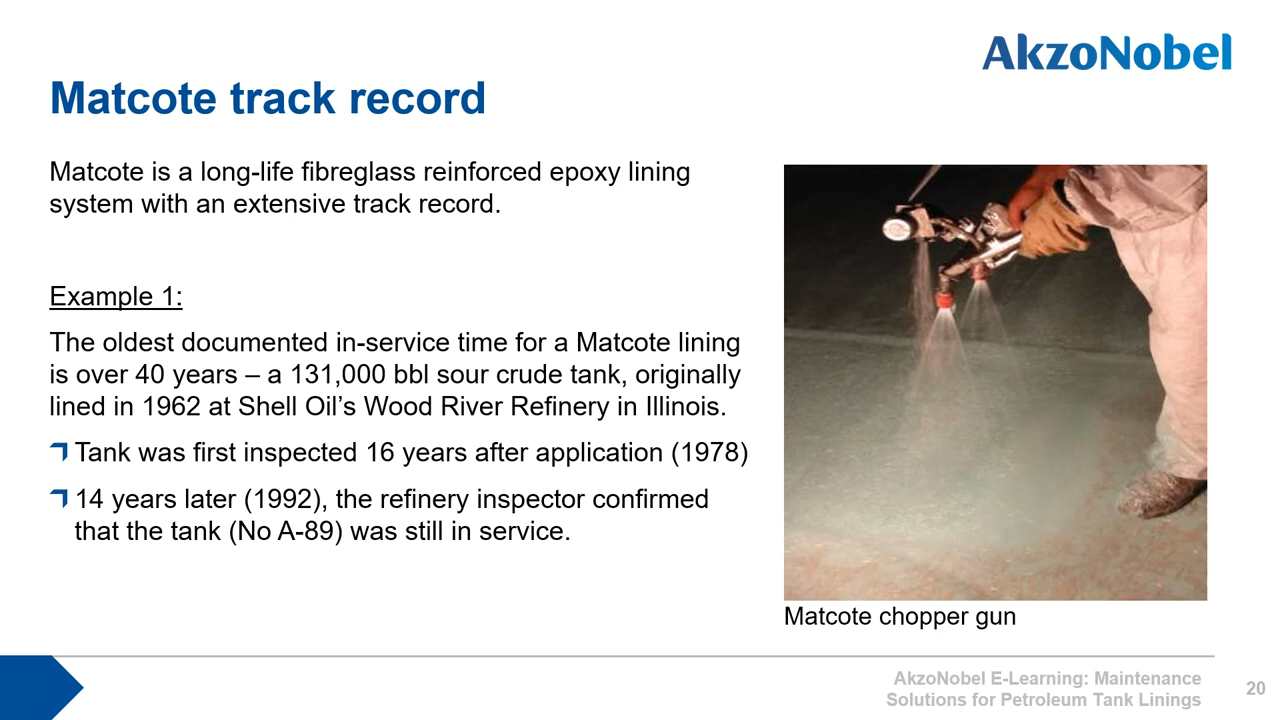 AkzoNobel
Matcote track record
Matcote is a long-life fibreglass reinforced epoxy lining
system with an extensive track record.
Example 1:
The oldest documented in-service time for a Matcote lining
is over 40 years – a 131,000 bbl sour crude tank, originally
lined in 1962 at Shell Oil’s Wood River Refinery in Illinois.
Tank was first inspected 16 years after application (1978)
14 years later (1992), the refinery inspector confirmed
that the tank (No A-89) was still in service.
Matcote chopper gun
AkzoNobel E-Learning: Maintenance
Solutions for Petroleum Tank Linings
20